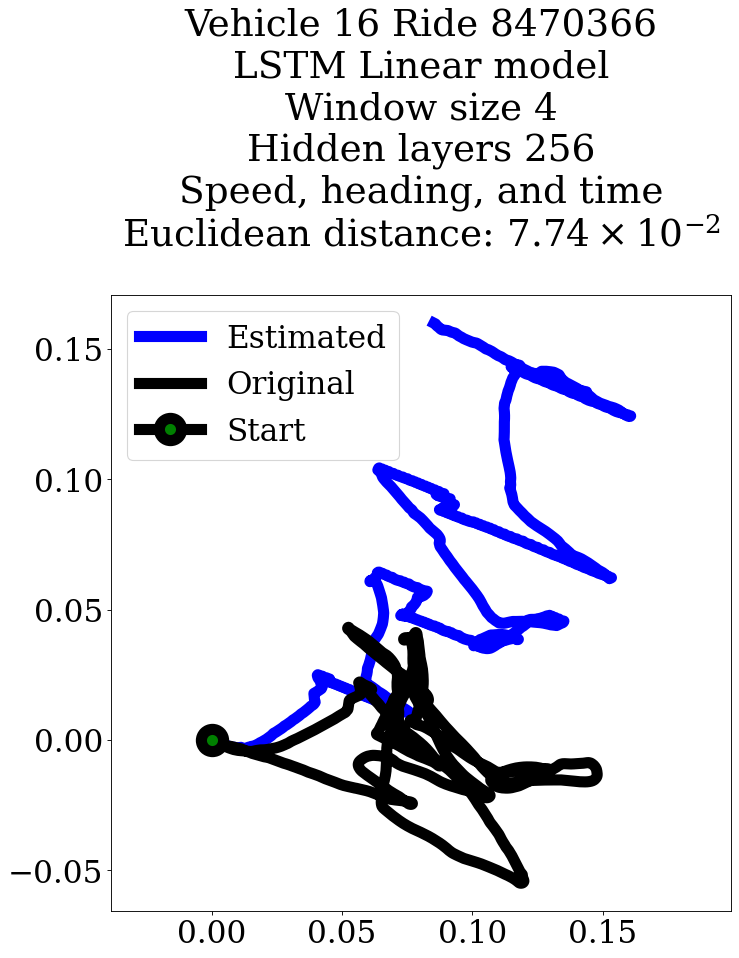 Vehicle 16 Ride 8470366
LSTM Linear model
Window size 4
Hidden layers 256
Speed, heading, and time
Euclidean distance: 7.74 × 10⁻²
Estimated
Original
Start
0.15
0.10
0.05
0.00
−0.05
0.00 0.05 0.10 0.15